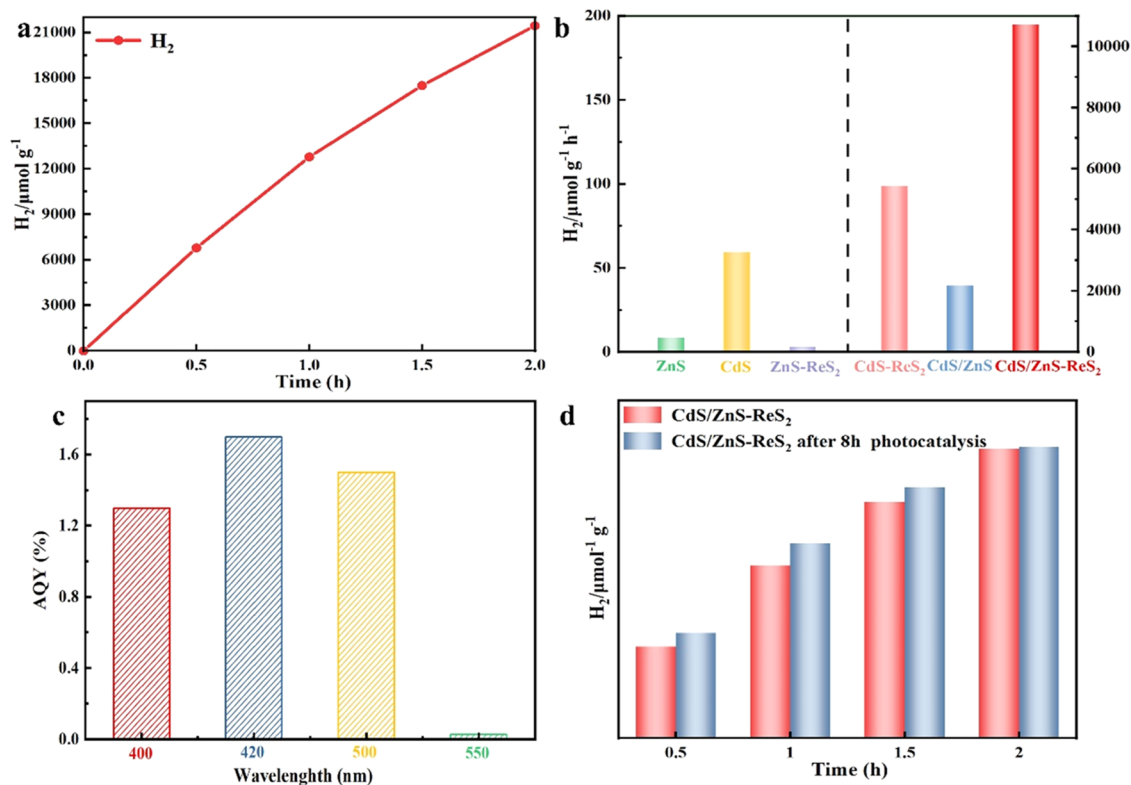 a
H₂
21000
18000
15000
12000
9000
6000
3000
0
H₂/μmol g⁻¹
0.0 0.5 1.0 1.5 2.0
Time (h)
b
200
150
100
50
0
H₂/μmol g⁻¹ h⁻¹
10000
8000
6000
4000
2000
0
ZnS CdS ZnS-ReS₂ CdS-ReS₂ CdS/ZnS CdS/ZnS-ReS₂
c
1.6
1.2
0.8
0.4
0.0
AQY (%)
400 420 500 550
Wavelenghth (nm)
d
CdS/ZnS-ReS₂
CdS/ZnS-ReS₂ after 8h photocatalysis
H₂/μmol⁻¹ g⁻¹
0.5 1 1.5 2
Time (h)